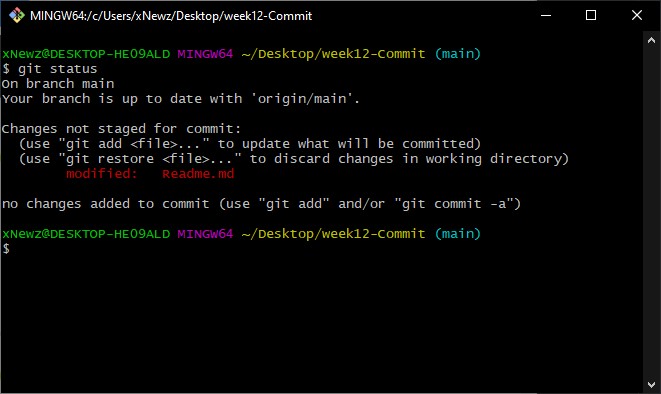 MINGW64:/c/Users/xNewz/Desktop/week12-Commit
xNewz@DESKTOP-HE09ALD MINGW64 ~/Desktop/week12-Commit (main)
$ git status
On branch main
Your branch is up to date with 'origin/main'.
Changes not staged for commit:
  (use "git add <file>..." to update what will be committed)
  (use "git restore <file>..." to discard changes in working directory)
        modified:   Readme.md
no changes added to commit (use "git add" and/or "git commit -a")
xNewz@DESKTOP-HE09ALD MINGW64 ~/Desktop/week12-Commit (main)
$